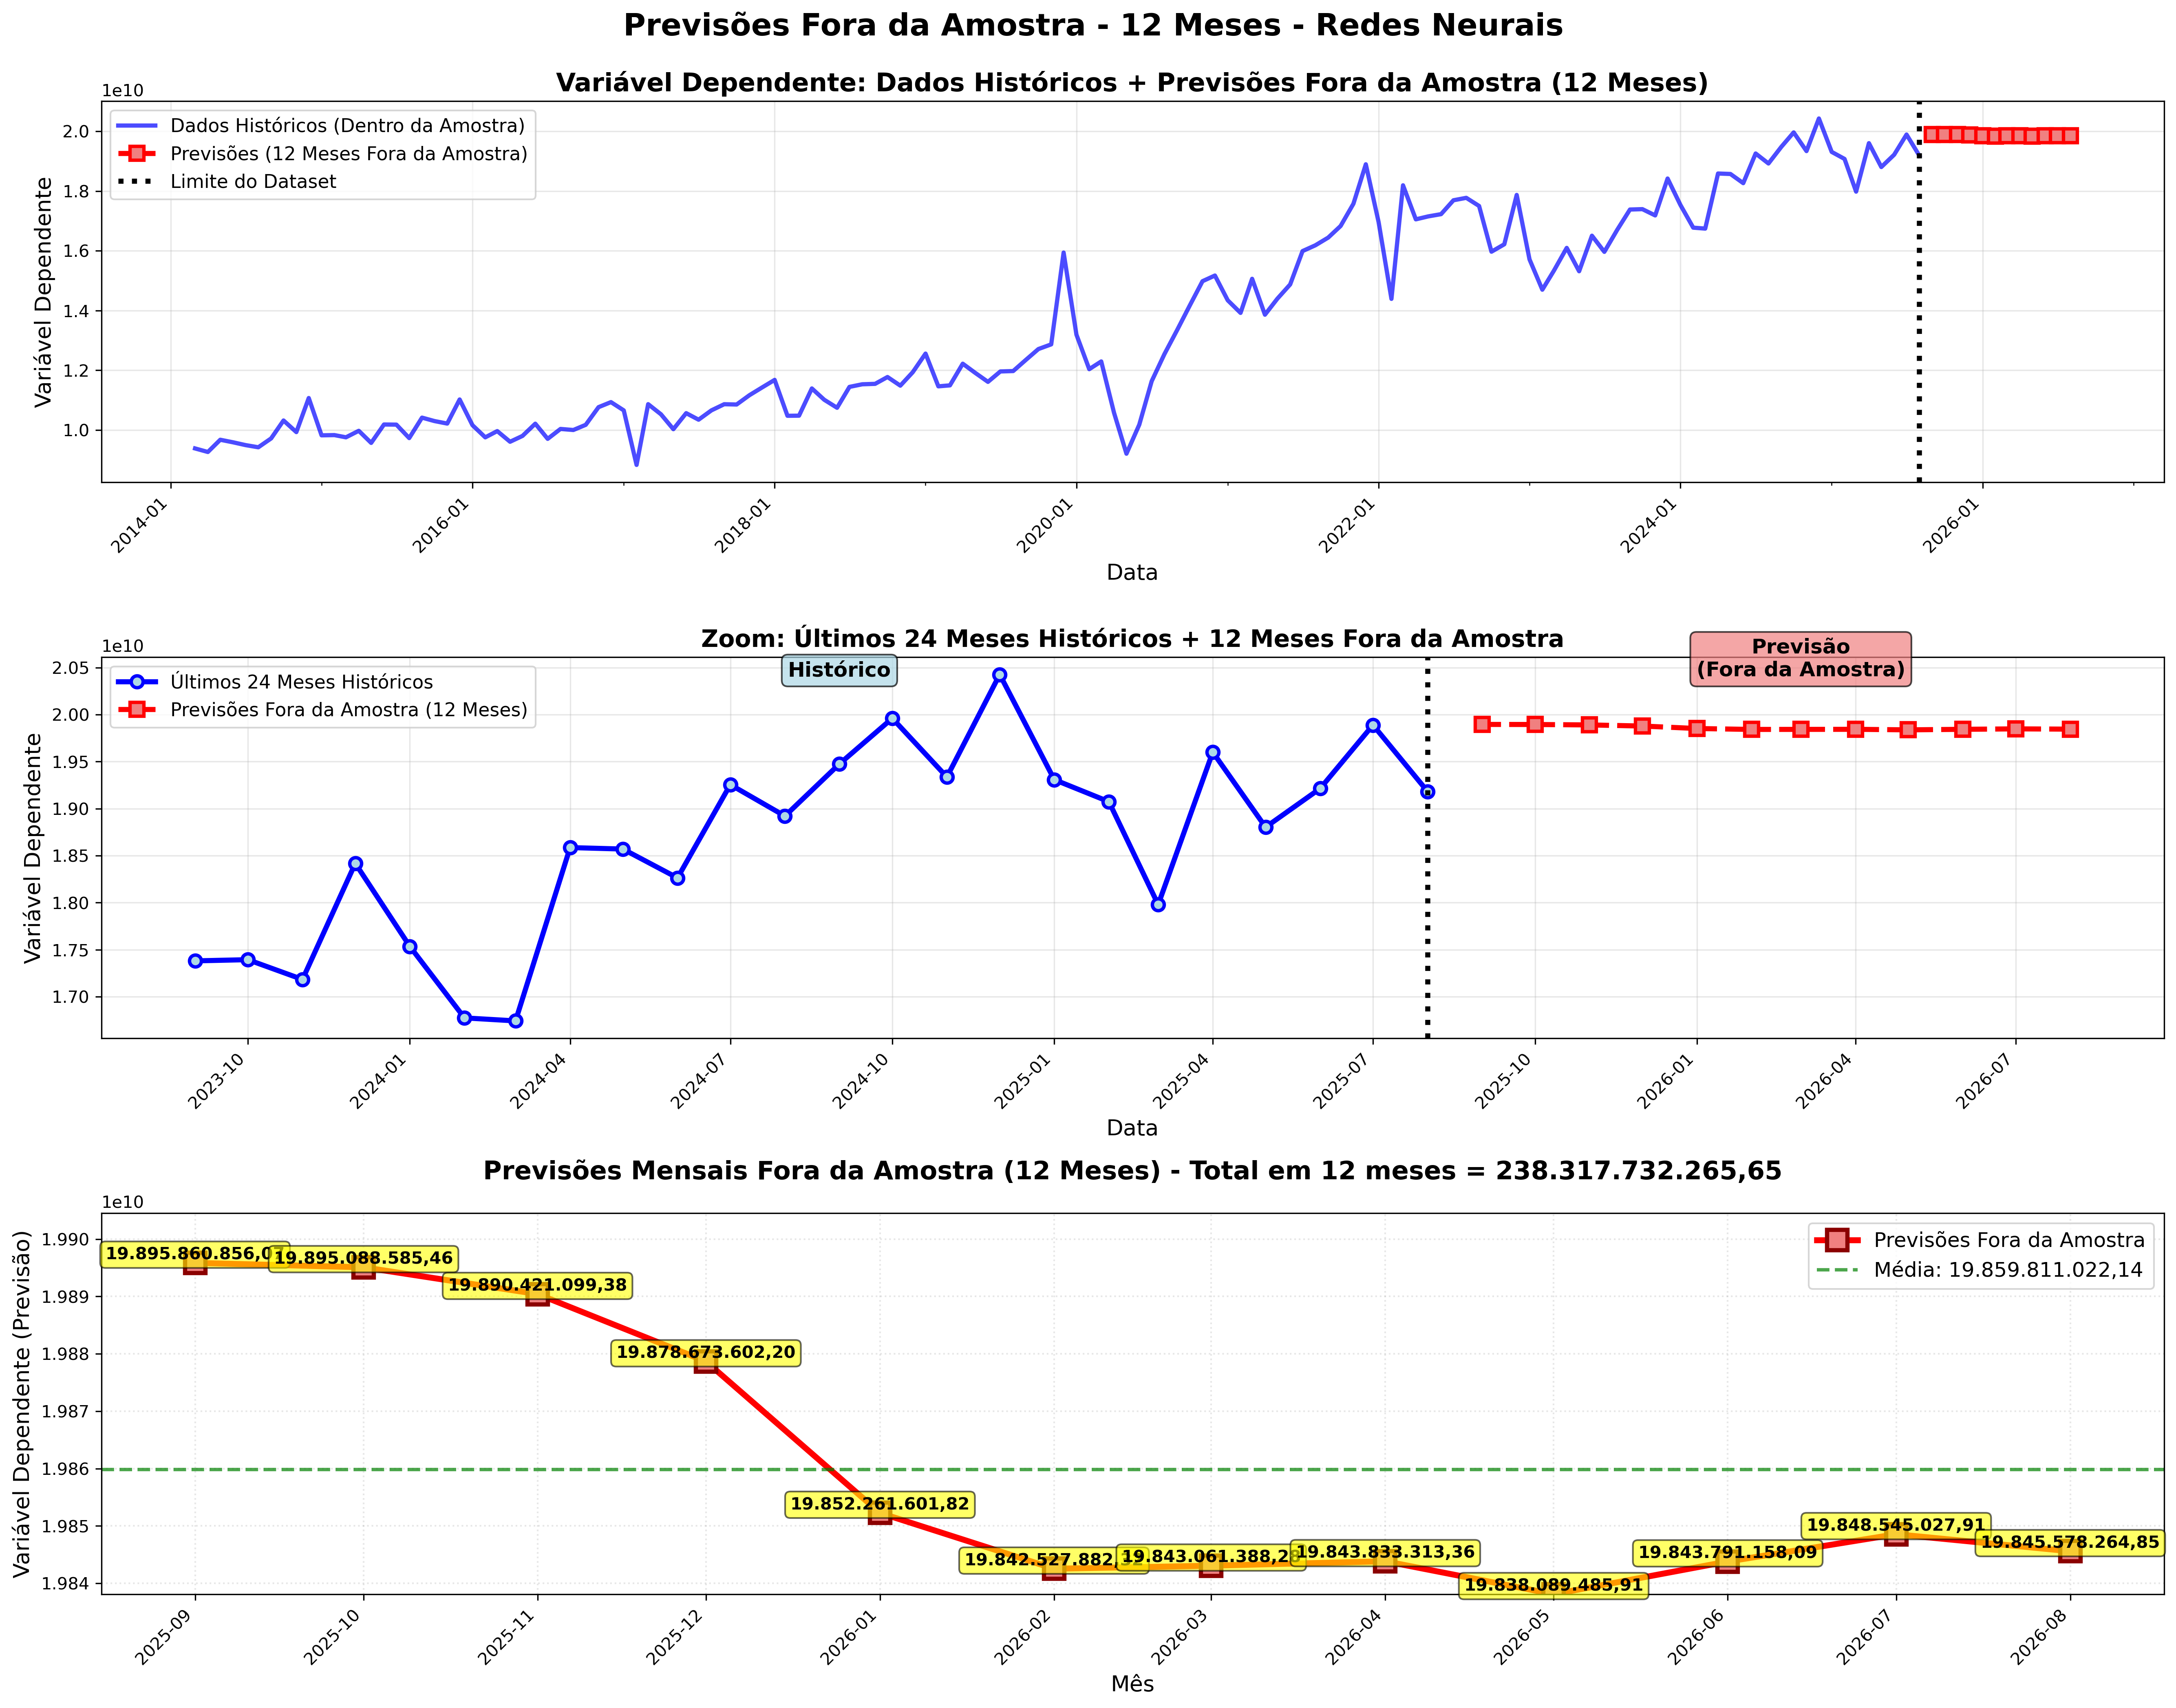 Previsões Fora da Amostra - 12 Meses - Redes Neurais
Variável Dependente: Dados Históricos + Previsões Fora da Amostra (12 Meses)
1e10
Dados Históricos (Dentro da Amostra)
Previsões (12 Meses Fora da Amostra)
Limite do Dataset
Variável Dependente
2.0
1.8
1.6
1.4
1.2
1.0
2014-01
2016-01
2018-01
2020-01
2022-01
2024-01
2026-01
Data
Zoom: Últimos 24 Meses Históricos + 12 Meses Fora da Amostra
1e10
Histórico
Previsão
(Fora da Amostra)
Últimos 24 Meses Históricos
Previsões Fora da Amostra (12 Meses)
Variável Dependente
2.05
2.00
1.95
1.90
1.85
1.80
1.75
1.70
2023-10
2024-01
2024-04
2024-07
2024-10
2025-01
2025-04
2025-07
2025-10
2026-01
2026-04
2026-07
Data
Previsões Mensais Fora da Amostra (12 Meses) - Total em 12 meses = 238.317.732.265,65
1e10
Previsões Fora da Amostra
Média: 19.859.811.022,14
Variável Dependente (Previsão)
1.990
1.989
1.988
1.987
1.986
1.985
1.984
19.895.088.585,46
19.890.421.099,38
19.878.673.602,20
19.852.261.601,82
19.843.833.313,36
19.838.089.485,91
19.843.791.158,09
19.848.545.027,91
19.845.578.264,85
2025-09
2025-10
2025-11
2025-12
2026-01
2026-02
2026-03
2026-04
2026-05
2026-06
2026-07
2026-08
Mês